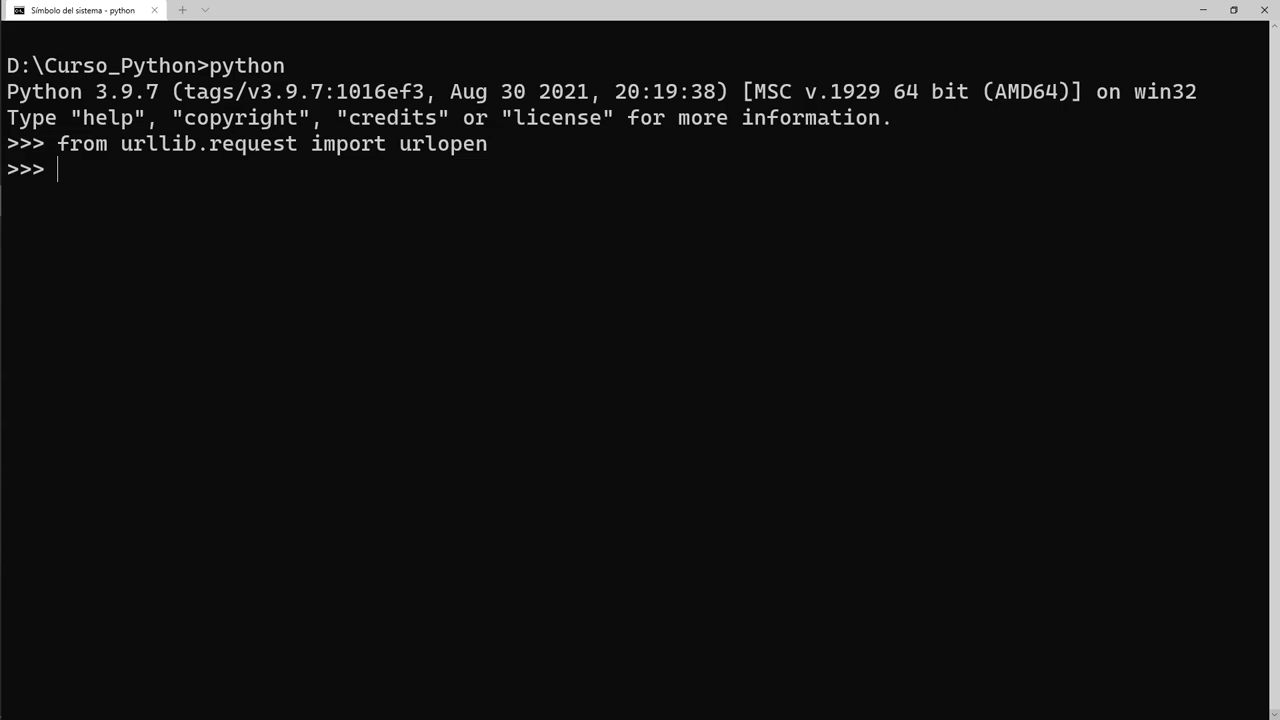 Símbolo del sistema - python
D:\Curso_Python>python
Python 3.9.7 (tags/v3.9.7:1016ef3, Aug 30 2021, 20:19:38) [MSC v.1929 64 bit (AMD64)] on win32
Type "help", "copyright", "credits" or "license" for more information.
>>> from urllib.request import urlopen
>>>